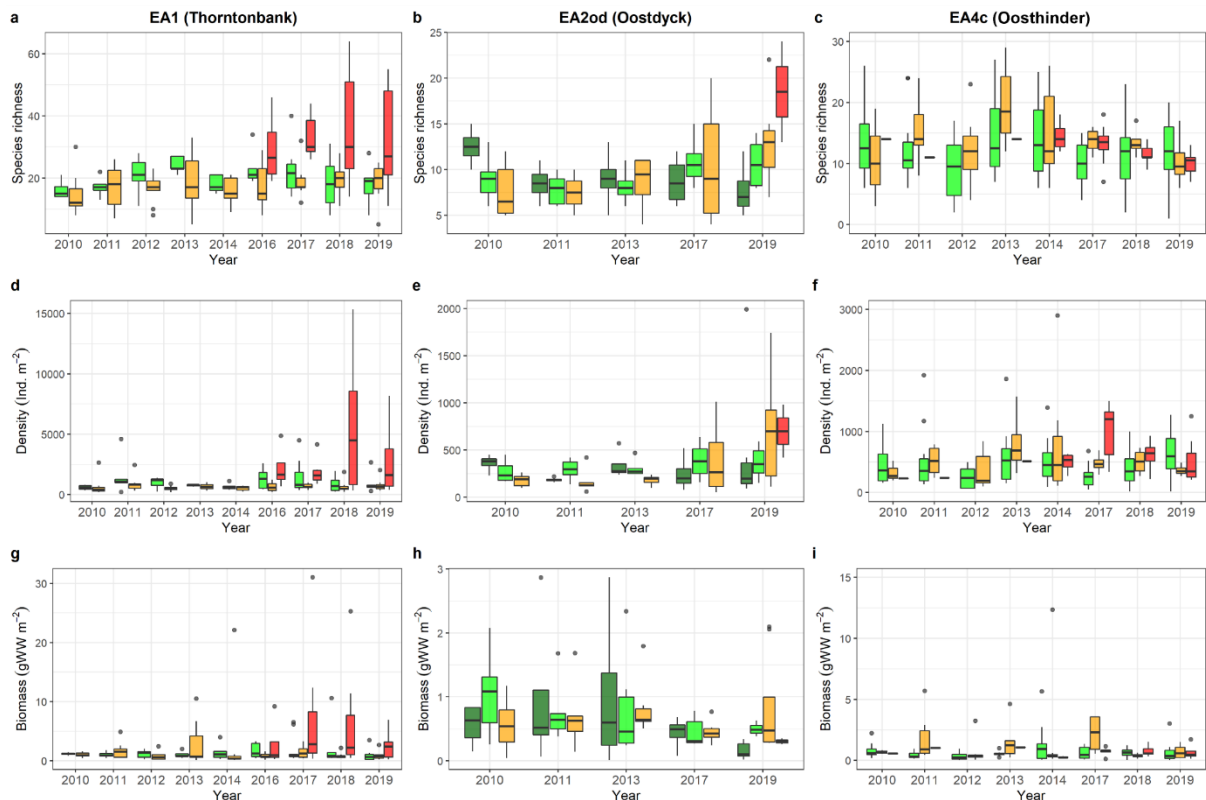 a EA1 (Thorntonbank) b EA2od (Oostdyck) c EA4c (Oosthinder)
Species richness
60
40
20
2010 2011 2012 2013 2014 2016 2017 2018 2019
Year
Species richness
25
20
15
10
5
2010 2011 2013 2017 2019
Year
Species richness
30
20
10
0
2010 2011 2012 2013 2014 2017 2018 2019
Year
d
Density (Ind. m⁻²)
15000
10000
5000
0
2010 2011 2012 2013 2014 2016 2017 2018 2019
Year
e
Density (Ind. m⁻²)
2000
1500
1000
500
0
2010 2011 2013 2017 2019
Year
f
Density (Ind. m⁻²)
3000
2000
1000
0
2010 2011 2012 2013 2014 2017 2018 2019
Year
g
Biomass (gWW m⁻²)
30
20
10
0
2010 2011 2012 2013 2014 2016 2017 2018 2019
Year
h
Biomass (gWW m⁻²)
3
2
1
0
2010 2011 2013 2017 2019
Year
i
Biomass (gWW m⁻²)
15
10
5
0
2010 2011 2012 2013 2014 2017 2018 2019
Year